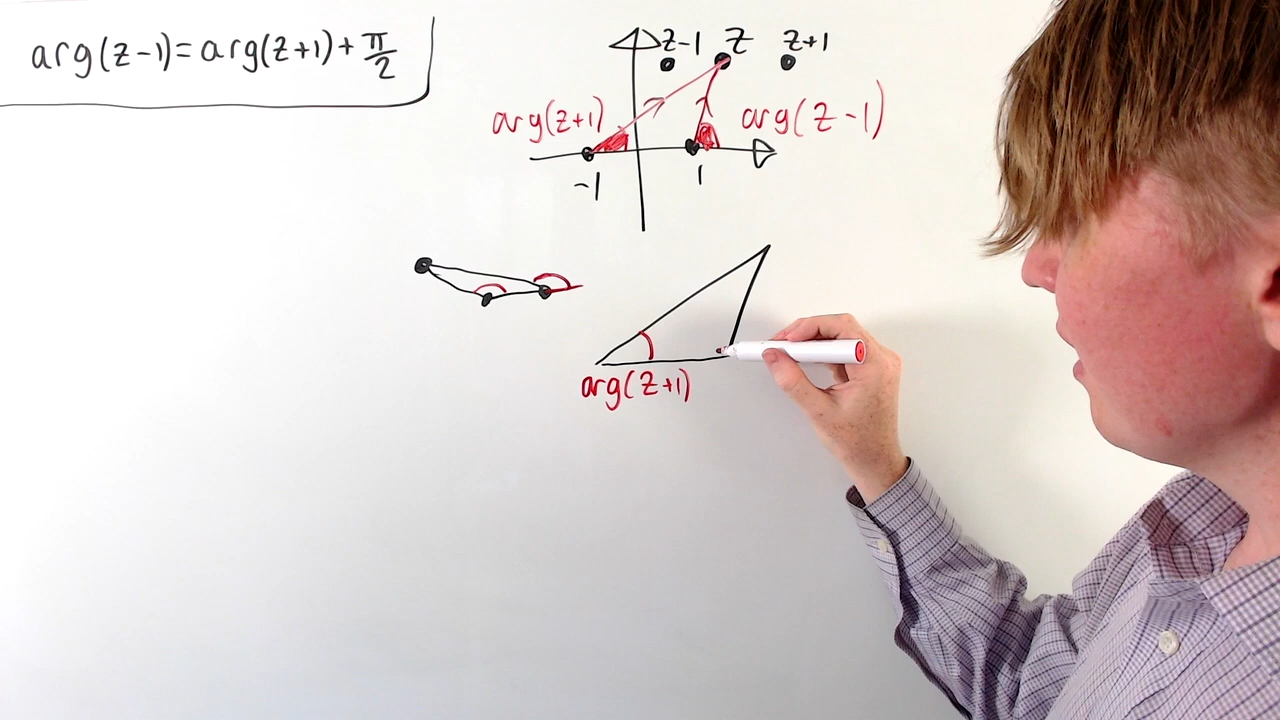 arg(z-1)=arg(z+1)+π/2
z-1 z z+1
arg(z+1)
arg(z-1)
-1 1
arg(z+1)